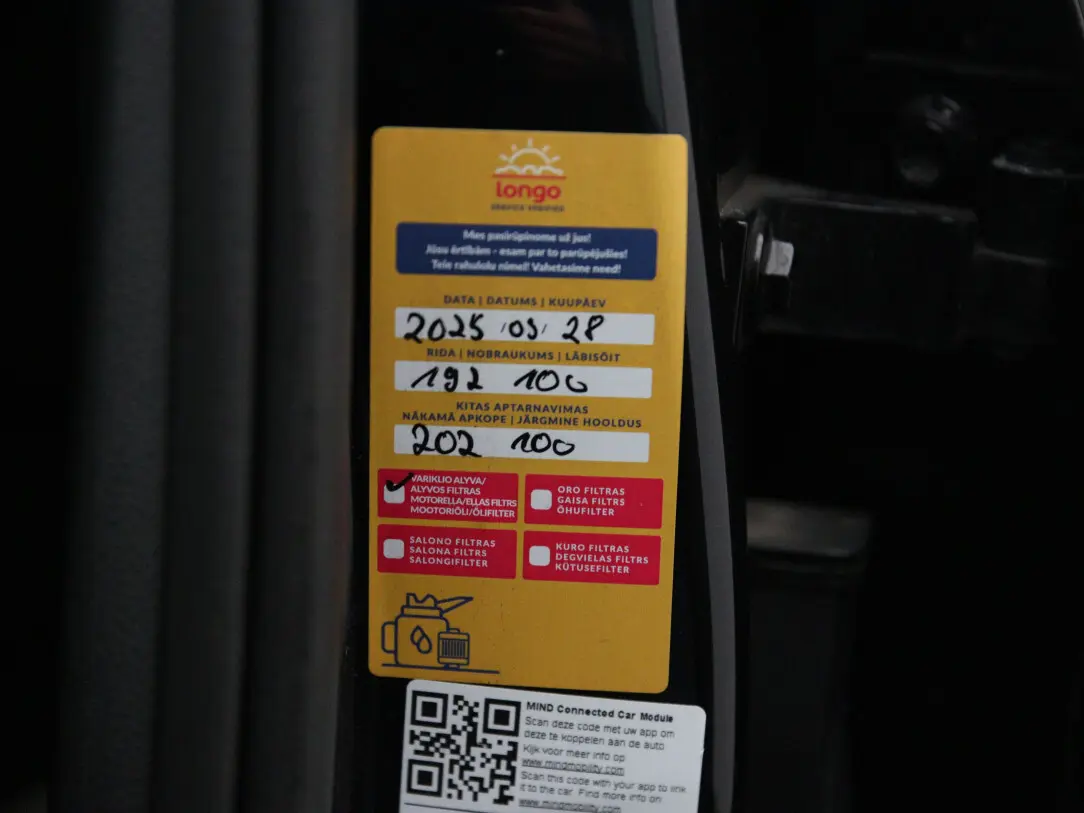 longo
Mes pasirūpinome už jus!
Jūsu ērtībām - esam par to parūpējušies!
Teie rahulolu nimel! Vahetasime need!
DATA | DATUMS | KUUPÄEV
2025 /03/ 28
RIDA | NOBRAUKUMS | LÄBISÕIT
192 100
KITAS APTARNAVIMAS
NĀKAMĀ APKOPE | JÄRGMINE HOOLDUS
202 100
VARIKLIO ALYVA/
ALYVOS FILTRAS
MOTORELLA/ELLAS FILTRS
MOOTORIÕLI/ÕLIFILTER
ORO FILTRAS
GAISA FILTRS
ÕHUFILTER
SALONO FILTRAS
SALONA FILTRS
SALONGIFILTER
KURO FILTRAS
DEGVIELAS FILTRS
KÜTUSEFILTER
MIND Connected Car Module
Scan deze code met uw app om
deze te koppelen aan de auto
Kijk voor meer info op
www.mindmobility.com
Scan this code with your app to link
it to the car. Find more info on
www.mindmobility.com